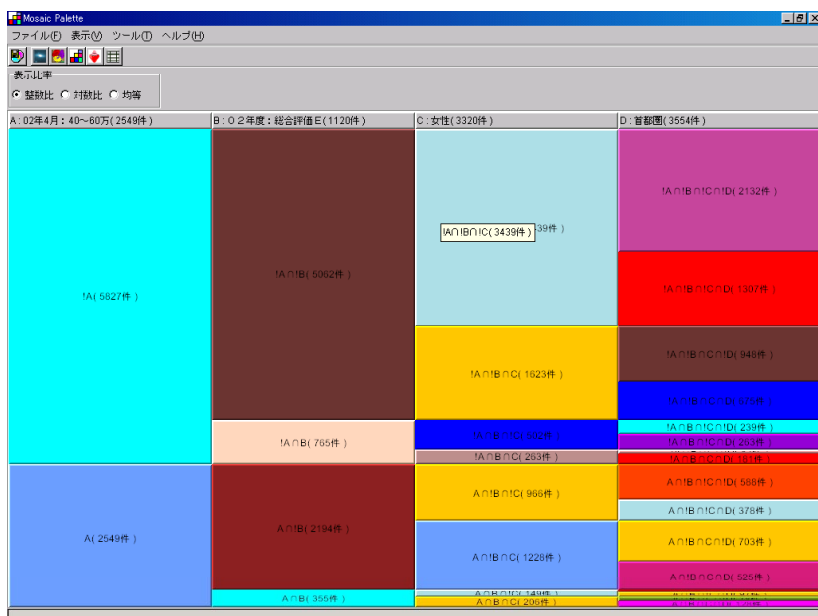 Mosaic Palette
ファイル(F) 表示(V) ツール(T) ヘルプ(H)
表示比率
整数比 対数比 均等
A:02年4月:40～60万(2549件) B:02年度:総合評価E(1120件) C:女性(3320件) D:首都圏(3554件)
!A( 5827件 )
A( 2549件 )
!A∩!B( 5062件 )
!A∩B( 765件 )
A∩!B( 2194件 )
A∩B( 355件 )
!A∩!B∩!C(3439件)
39件 )
!A∩!B∩C( 1623件 )
!A∩B∩!C( 502件 )
!A∩B∩C( 263件 )
A∩!B∩!C( 966件 )
A∩!B∩C( 1228件 )
A∩B∩!C( 149件 )
A∩B∩C( 206件 )
!A∩!B∩!C∩!D( 2132件 )
!A∩!B∩!C∩D( 1307件 )
!A∩!B∩C∩!D( 948件 )
!A∩!B∩C∩D( 675件 )
!A∩B∩!C∩!D( 239件 )
!A∩B∩!C∩D( 263件 )
A∩!B∩!C∩!D( 588件 )
A∩!B∩!C∩D( 378件 )
A∩!B∩C∩!D( 703件 )
A∩!B∩C∩D( 525件 )